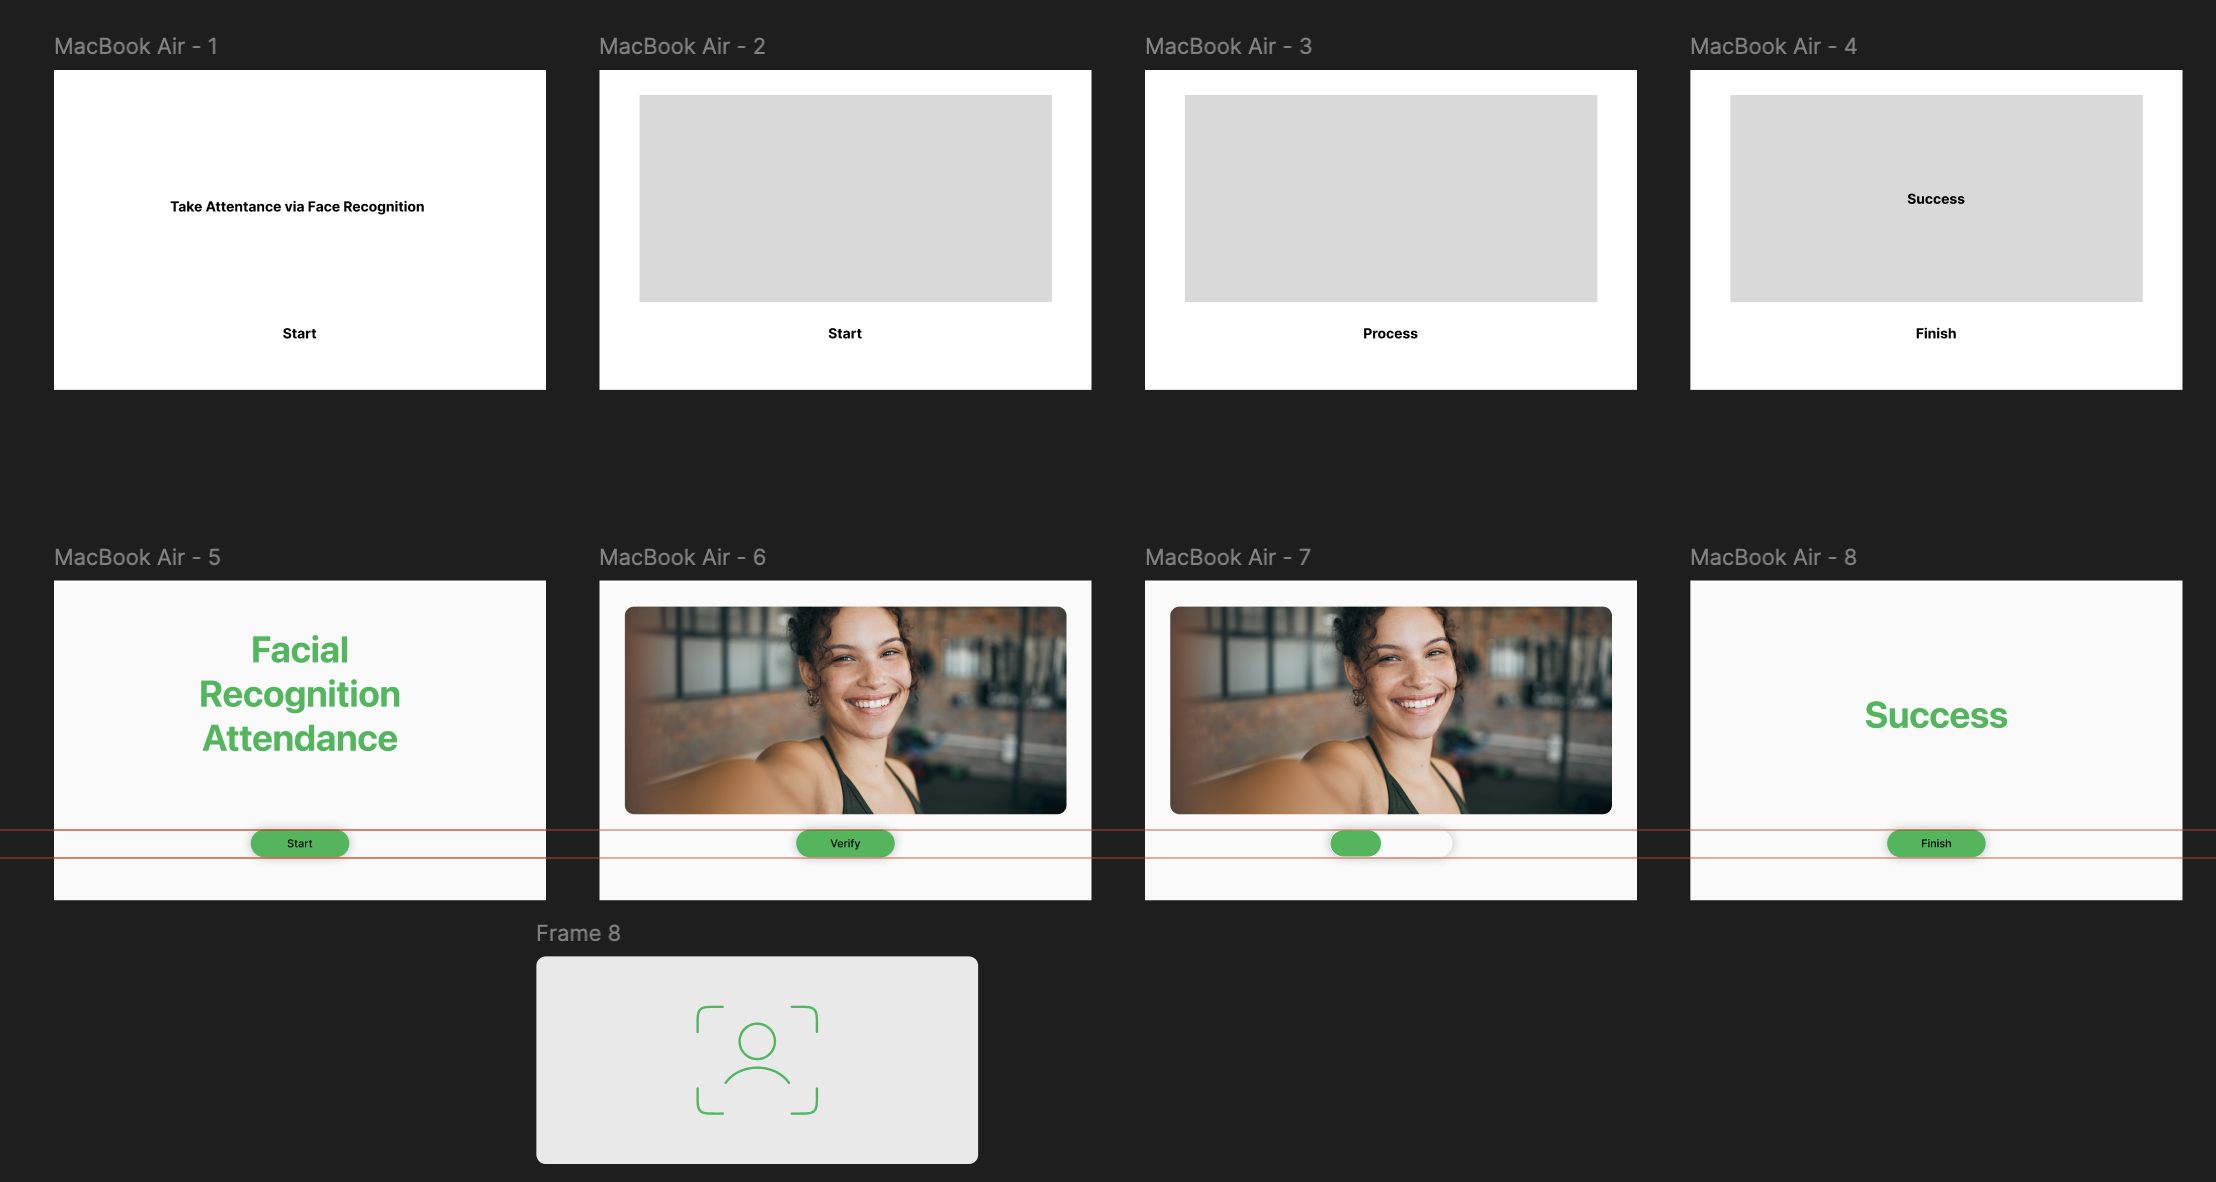 MacBook Air - 1
MacBook Air - 2
MacBook Air - 3
MacBook Air - 4
Take Attentance via Face Recognition
Start
Start
Process
Success
Finish
MacBook Air - 5
MacBook Air - 6
MacBook Air - 7
MacBook Air - 8
Facial
Recognition
Attendance
Start
Verify
Success
Finish
Frame 8